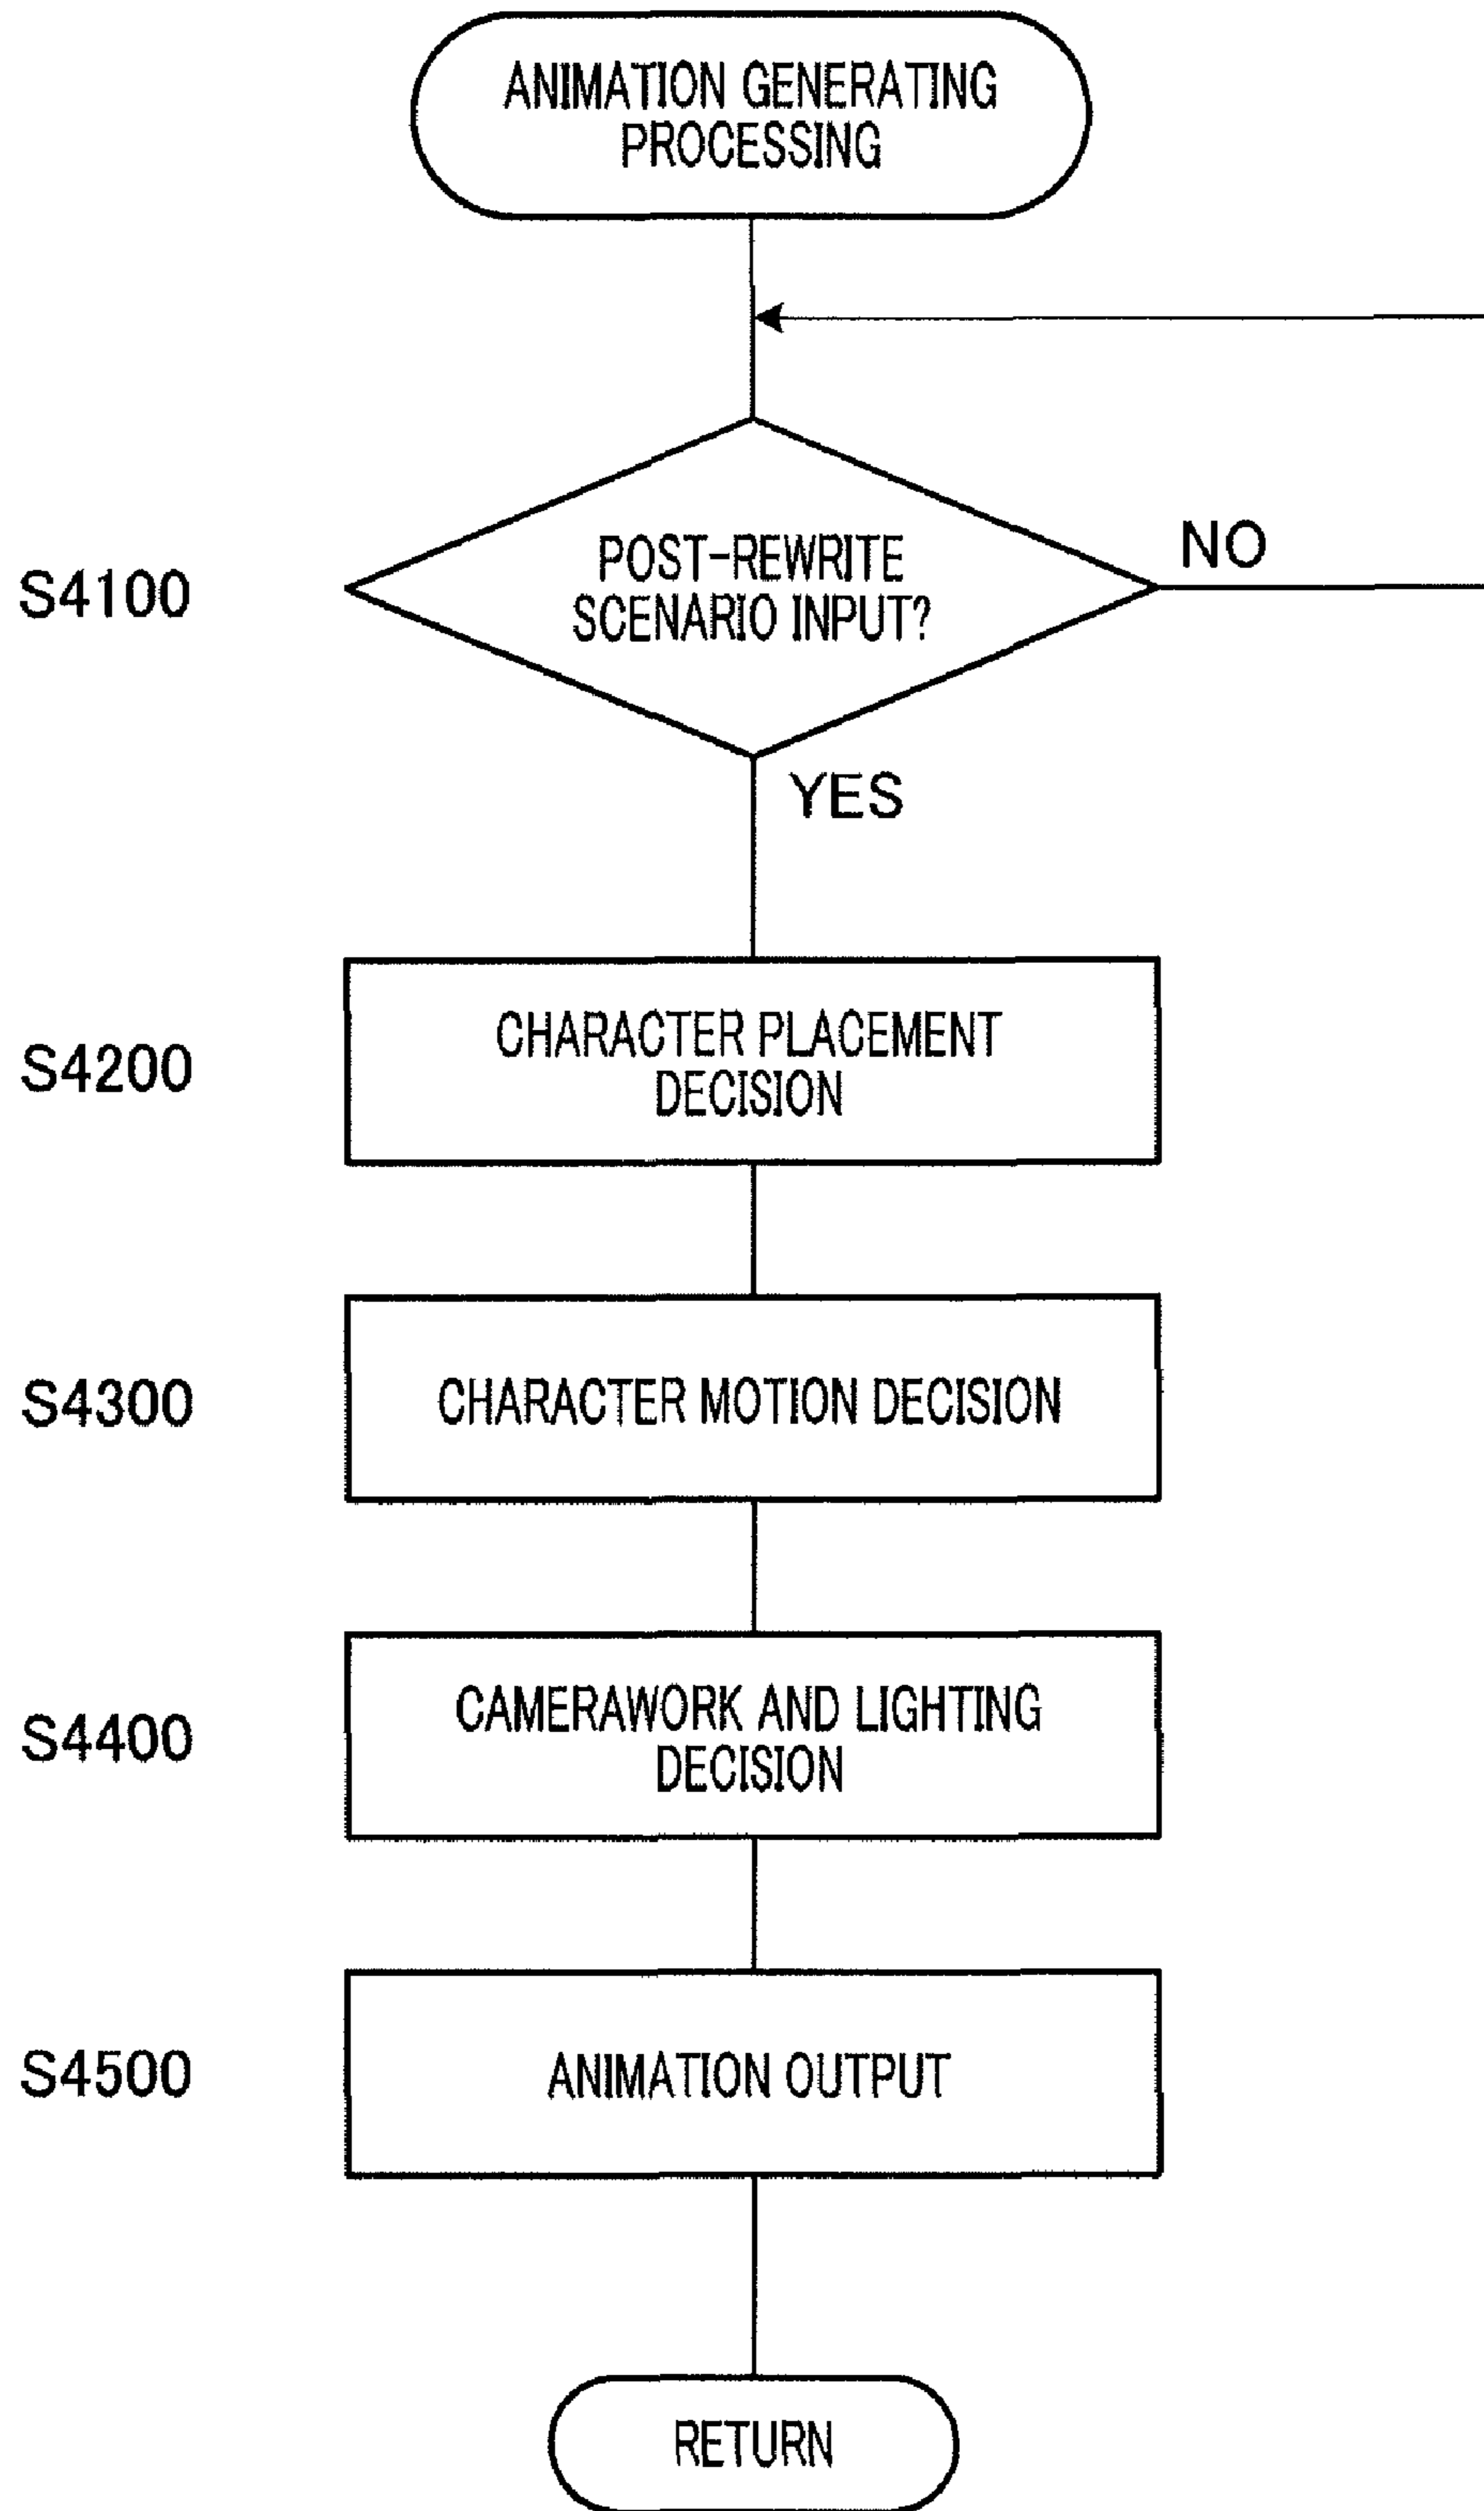 ANIMATION GENERATING
PROCESSING
S4100
POST-REWRITE
SCENARIO INPUT?
NO
YES
S4200
CHARACTER PLACEMENT
DECISION
S4300
CHARACTER MOTION DECISION
S4400
CAMERAWORK AND LIGHTING
DECISION
S4500
ANIMATION OUTPUT
RETURN